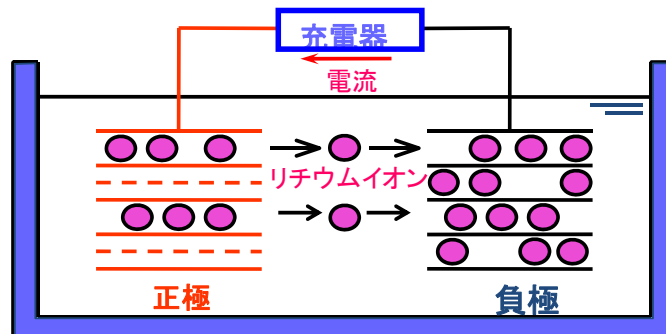 充電器
電流
リチウムイオン
正極
負極